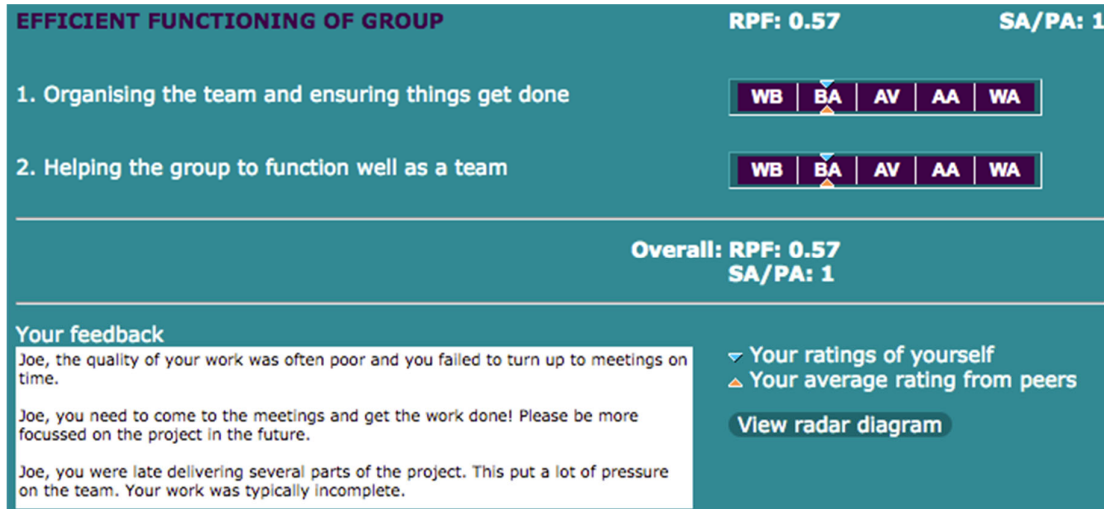 EFFICIENT FUNCTIONING OF GROUP RPF: 0.57 SA/PA: 1
1. Organising the team and ensuring things get done WB BA AV AA WA
2. Helping the group to function well as a team WB BA AV AA WA
Overall: RPF: 0.57
SA/PA: 1
Your feedback
Joe, the quality of your work was often poor and you failed to turn up to meetings on
time.
Joe, you need to come to the meetings and get the work done! Please be more
focussed on the project in the future.
Joe, you were late delivering several parts of the project. This put a lot of pressure
on the team. Your work was typically incomplete.
Your ratings of yourself
Your average rating from peers
View radar diagram